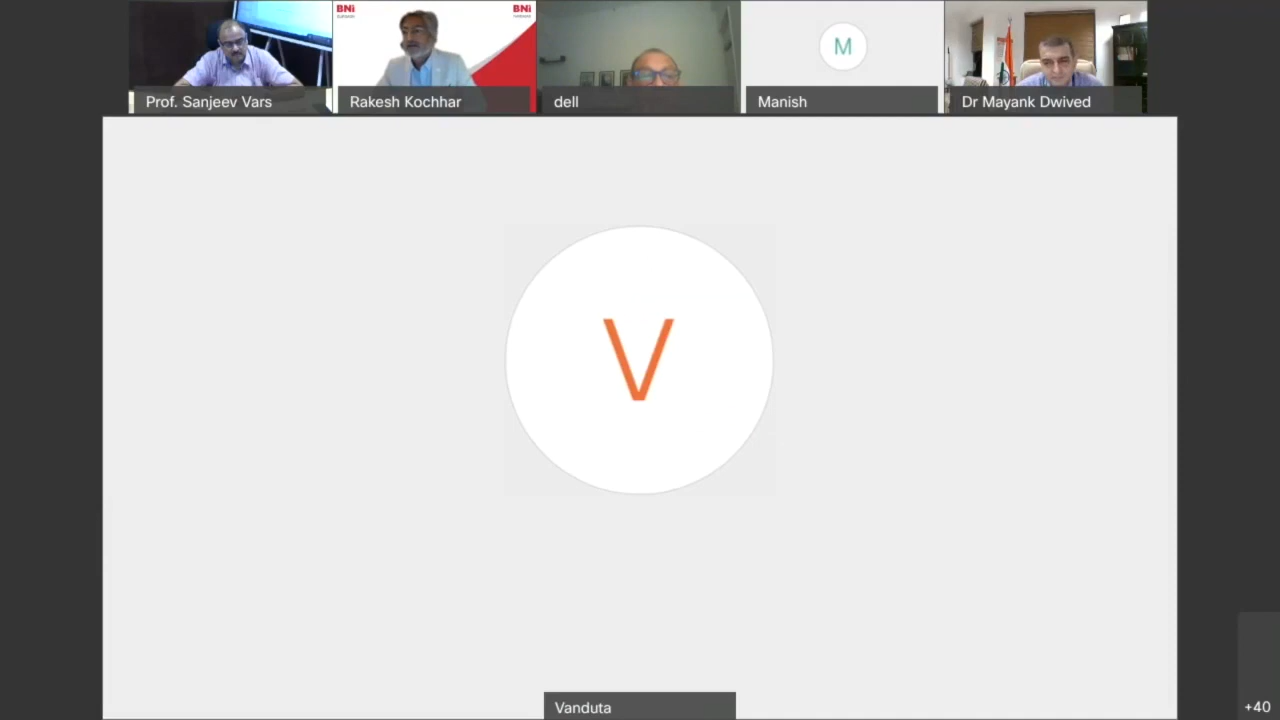 BNI
BNI
Prof. Sanjeev Vars
Rakesh Kochhar
dell
M
Manish
Dr Mayank Dwived
V
Vanduta
+40